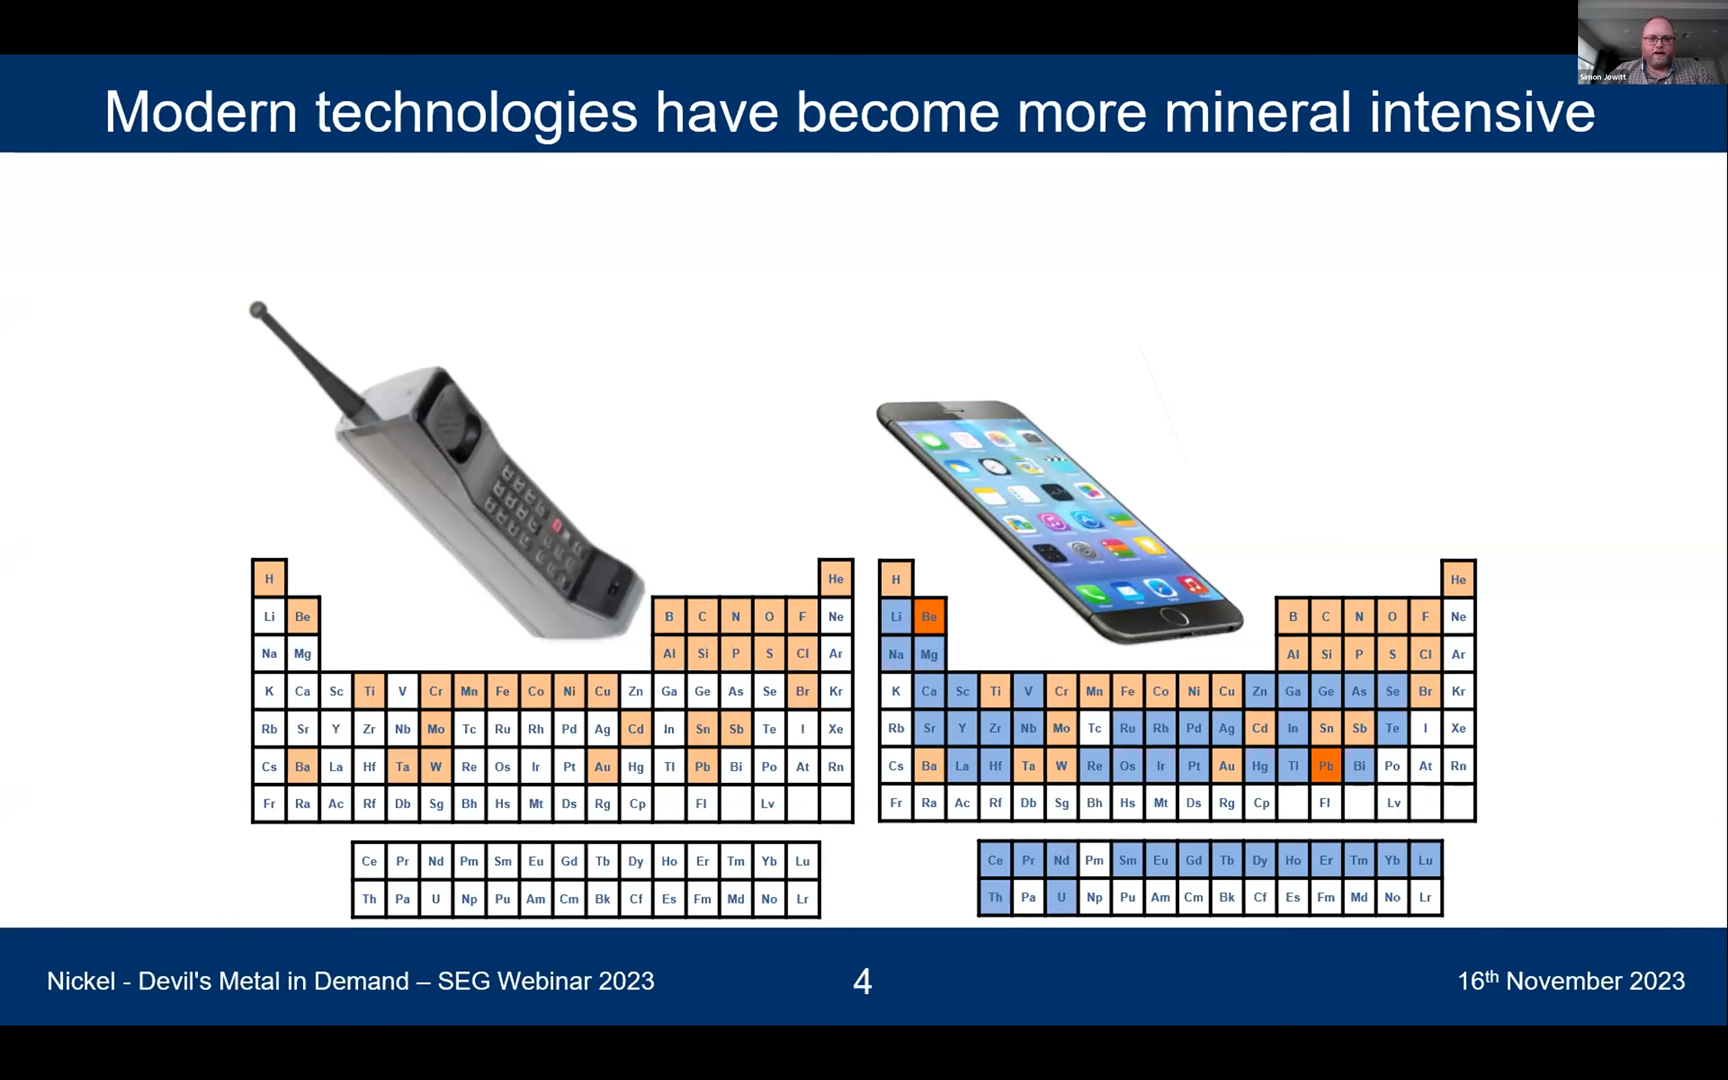 Simon Jowitt
Modern technologies have become more mineral intensive
H He
Li Be B C N O F Ne
Na Mg Al Si P S Cl Ar
K Ca Sc Ti V Cr Mn Fe Co Ni Cu Zn Ga Ge As Se Br Kr
Rb Sr Y Zr Nb Mo Tc Ru Rh Pd Ag Cd In Sn Sb Te I Xe
Cs Ba La Hf Ta W Re Os Ir Pt Au Hg Tl Pb Bi Po At Rn
Fr Ra Ac Rf Db Sg Bh Hs Mt Ds Rg Cp Fl Lv
Ce Pr Nd Pm Sm Eu Gd Tb Dy Ho Er Tm Yb Lu
Th Pa U Np Pu Am Cm Bk Cf Es Fm Md No Lr
H He
Li Be B C N O F Ne
Na Mg Al Si P S Cl Ar
K Ca Sc Ti V Cr Mn Fe Co Ni Cu Zn Ga Ge As Se Br Kr
Rb Sr Y Zr Nb Mo Tc Ru Rh Pd Ag Cd In Sn Sb Te I Xe
Cs Ba La Hf Ta W Re Os Ir Pt Au Hg Tl Pb Bi Po At Rn
Fr Ra Ac Rf Db Sg Bh Hs Mt Ds Rg Cp Fl Lv
Ce Pr Nd Pm Sm Eu Gd Tb Dy Ho Er Tm Yb Lu
Th Pa U Np Pu Am Cm Bk Cf Es Fm Md No Lr
Nickel - Devil's Metal in Demand – SEG Webinar 2023
4
16th November 2023